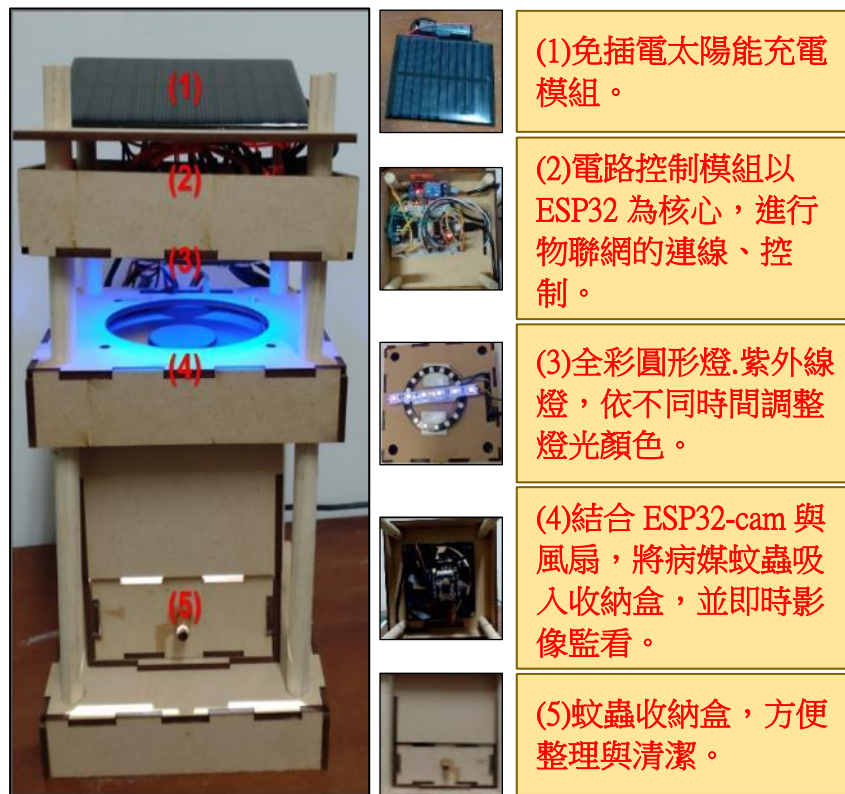 (1)
(2)
(3)
(4)
(5)
(1)免插電太陽能充電
模組。
(2)電路控制模組以
ESP32 為核心，進行
物聯網的連線、控
制。
(3)全彩圓形燈.紫外線
燈，依不同時間調整
燈光顏色。
(4)結合 ESP32-cam 與
風扇，將病媒蚊蟲吸
入收納盒，並即時影
像監看。
(5)蚊蟲收納盒，方便
整理與清潔。